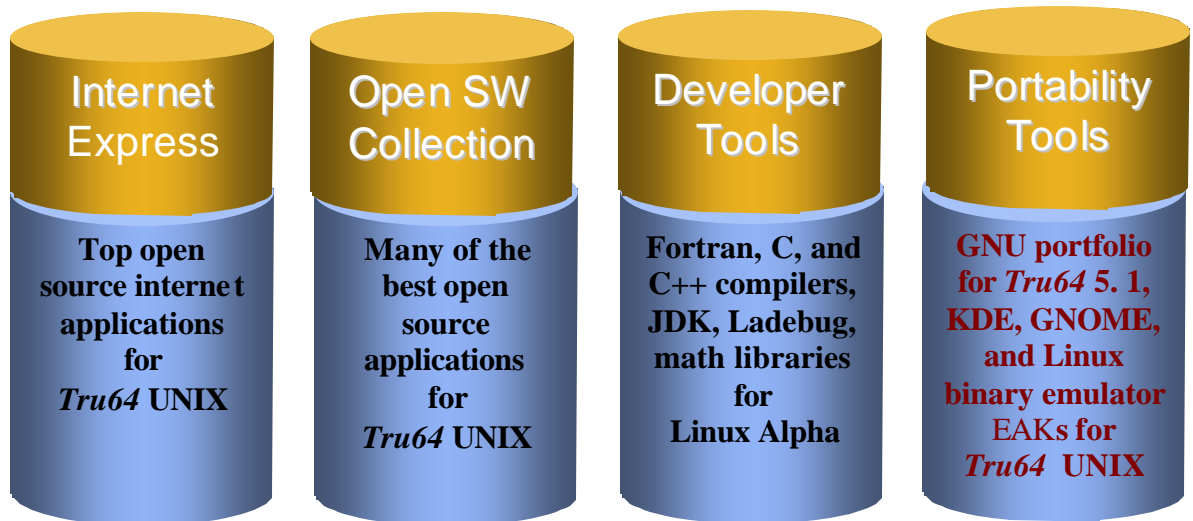 Internet
Express
Top open
source internet
applications
for
Tru64 UNIX
Open SW
Collection
Many of the
best open
source
applications
for
Tru64 UNIX
Developer
Tools
Fortran, C, and
C++ compilers,
JDK, Ladebug,
math libraries
for
Linux Alpha
Portability
Tools
GNU portfolio
for Tru64 5. 1,
KDE, GNOME,
and Linux
binary emulator
EAKs for
Tru64 UNIX